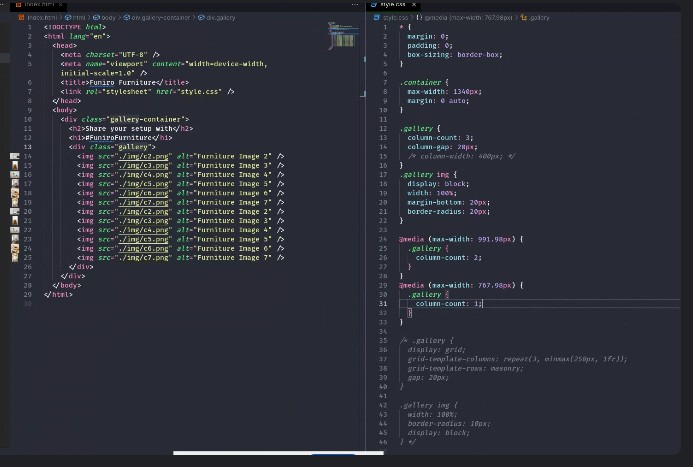 index.html
index.html > html > body > div.gallery-container > div.gallery
1 <!DOCTYPE html>
2 <html lang="en">
3 <head>
4 <meta charset="UTF-8" />
5 <meta name="viewport" content="width=device-width,
initial-scale=1.0" />
6 <title>Funiro Furniture</title>
7 <link rel="stylesheet" href="style.css" />
8 </head>
9 <body>
10 <div class="gallery-container">
11 <h2>Share your setup with</h2>
12 <h1>#FuniroFurniture</h1>
13 <div class="gallery">
14 <img src="./img/c2.png" alt="Furniture Image 2" />
15 <img src="./img/c3.png" alt="Furniture Image 3" />
16 <img src="./img/c4.png" alt="Furniture Image 4" />
17 <img src="./img/c5.png" alt="Furniture Image 5" />
18 <img src="./img/c6.png" alt="Furniture Image 6" />
19 <img src="./img/c7.png" alt="Furniture Image 7" />
20 <img src="./img/c2.png" alt="Furniture Image 2" />
21 <img src="./img/c3.png" alt="Furniture Image 3" />
22 <img src="./img/c4.png" alt="Furniture Image 4" />
23 <img src="./img/c5.png" alt="Furniture Image 5" />
24 <img src="./img/c6.png" alt="Furniture Image 6" />
25 <img src="./img/c7.png" alt="Furniture Image 7" />
26 </div>
27 </div>
28 </body>
29 </html>
30
style.css
style.css > {} @media (max-width: 767.98px) > .gallery
1 * {
2 margin: 0;
3 padding: 0;
4 box-sizing: border-box;
5 }
6
7 .container {
8 max-width: 1340px;
9 margin: 0 auto;
10 }
11
12 .gallery {
13 column-count: 3;
14 column-gap: 20px;
15 /* column-width: 400px; */
16 }
17 .gallery img {
18 display: block;
19 width: 100%;
20 margin-bottom: 20px;
21 border-radius: 20px;
22 }
23
24 @media (max-width: 991.98px) {
25 .gallery {
26 column-count: 2;
27 }
28 }
29 @media (max-width: 767.98px) {
30 .gallery {
31 column-count: 1;
32 }
33 }
34
35 /* .gallery {
36 display: grid;
37 grid-template-columns: repeat(3, minmax(250px, 1fr));
38 grid-template-rows: masonry;
39 gap: 20px;
40 }
41
42 .gallery img {
43 width: 100%;
44 border-radius: 10px;
45 display: block;
46 } */